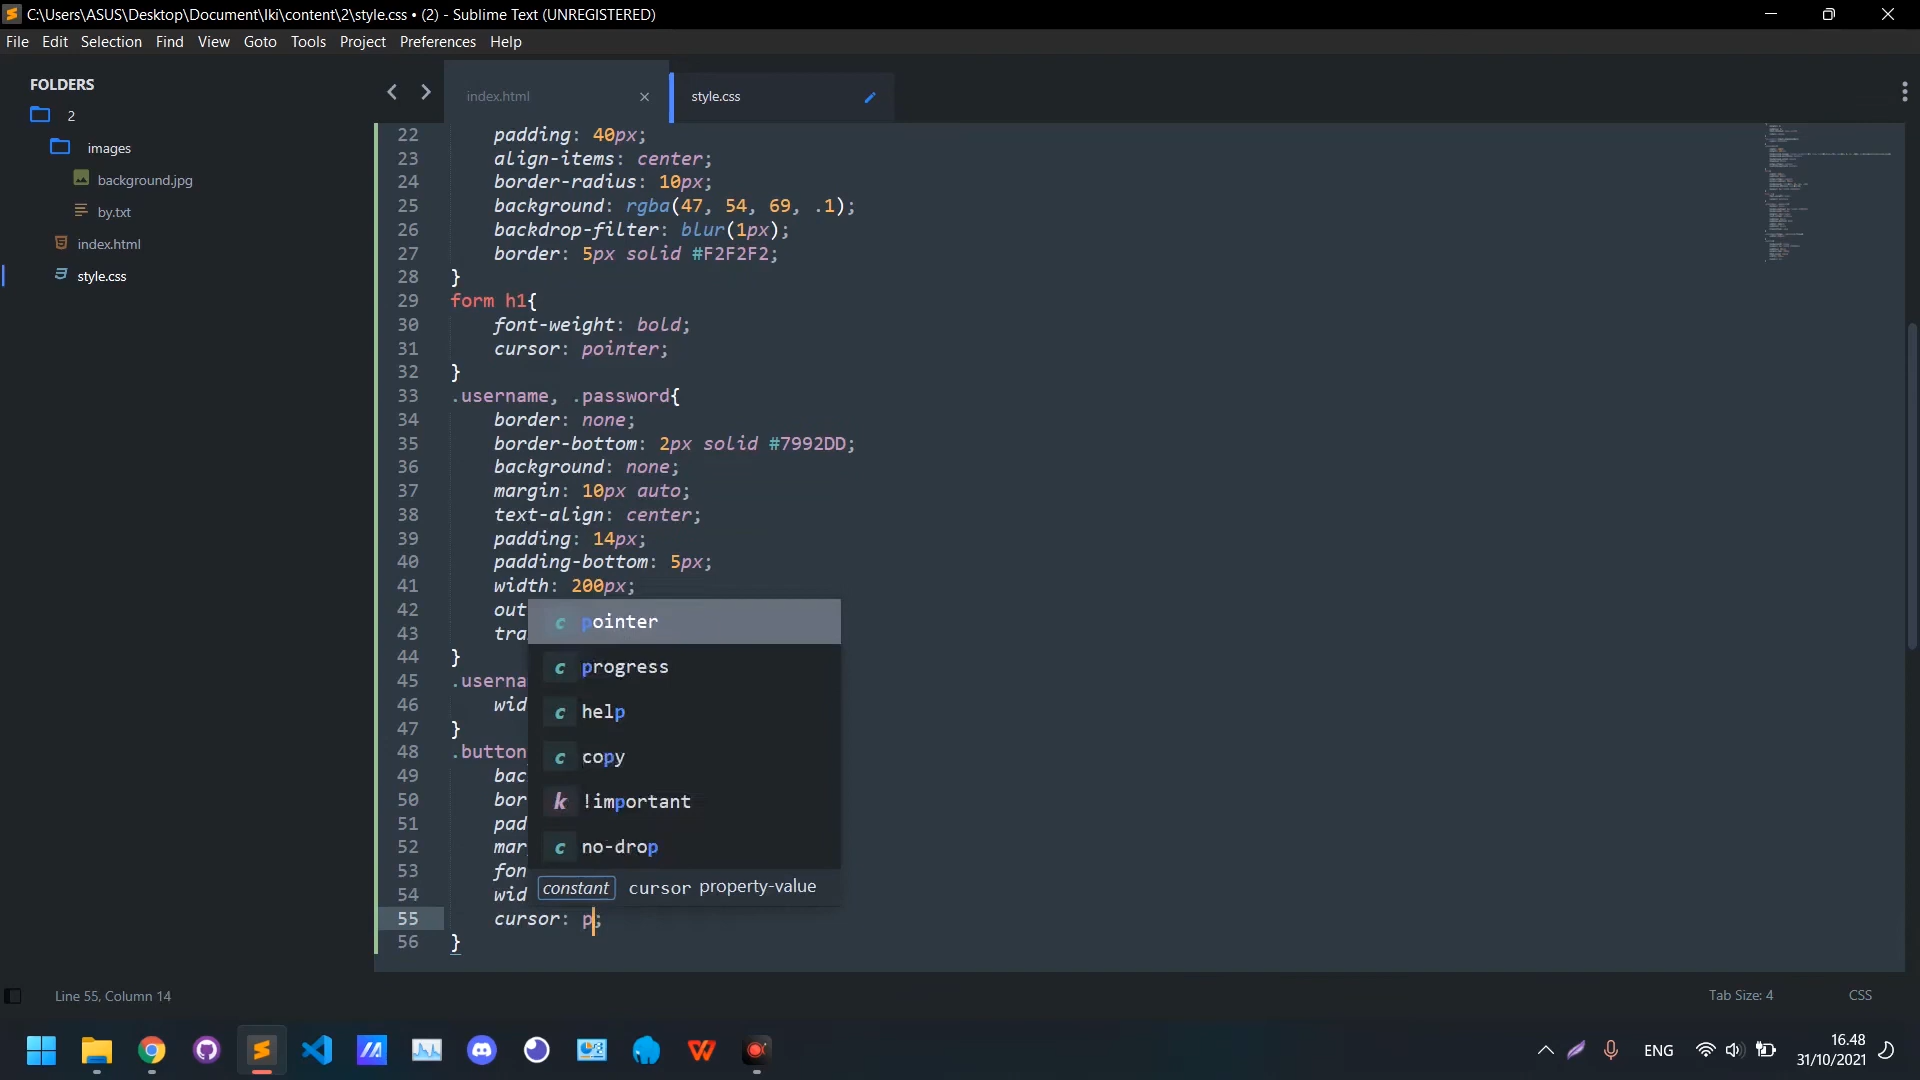 C:\Users\ASUS\Desktop\Document\Iki\content\2\style.css • (2) - Sublime Text (UNREGISTERED)
File Edit Selection Find View Goto Tools Project Preferences Help
FOLDERS
2
images
background.jpg
by.txt
index.html
style.css
index.html
style.css
22 padding: 40px;
23 align-items: center;
24 border-radius: 10px;
25 background: rgba(47, 54, 69, .1);
26 backdrop-filter: blur(1px);
27 border: 5px solid #F2F2F2;
28 }
29 form h1{
30 font-weight: bold;
31 cursor: pointer;
32 }
33 .username, .password{
34 border: none;
35 border-bottom: 2px solid #7992DD;
36 background: none;
37 margin: 10px auto;
38 text-align: center;
39 padding: 14px;
40 padding-bottom: 5px;
41 width: 200px;
42 out
43 tra
44 }
45 .userna
46 wid
47 }
48 .button
49 bac
50 bor
51 pad
52 mar
53 fon
54 wid
55 cursor: p;
56 }
c pointer
c progress
c help
c copy
k !important
c no-drop
constant cursor property-value
Line 55, Column 14
Tab Size: 4
CSS
ENG
16.48
31/10/2021